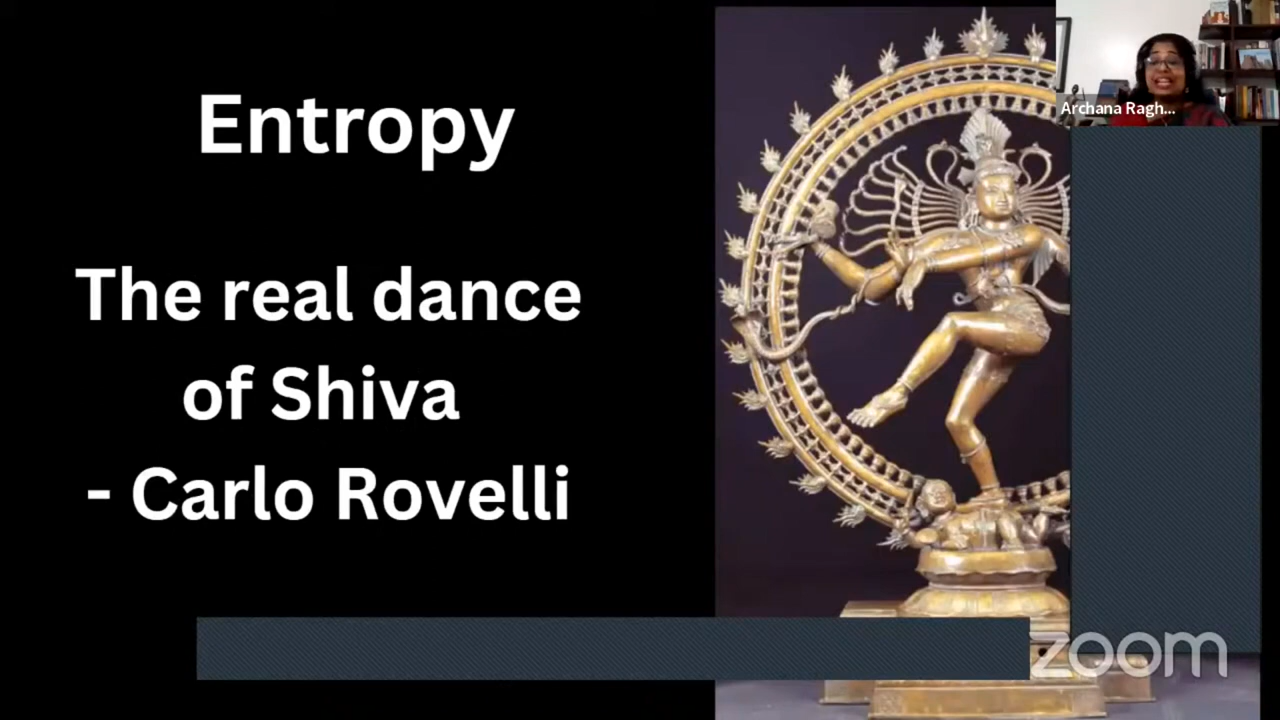 Entropy
The real dance
of Shiva
- Carlo Rovelli
Archana Ragh...
zoom